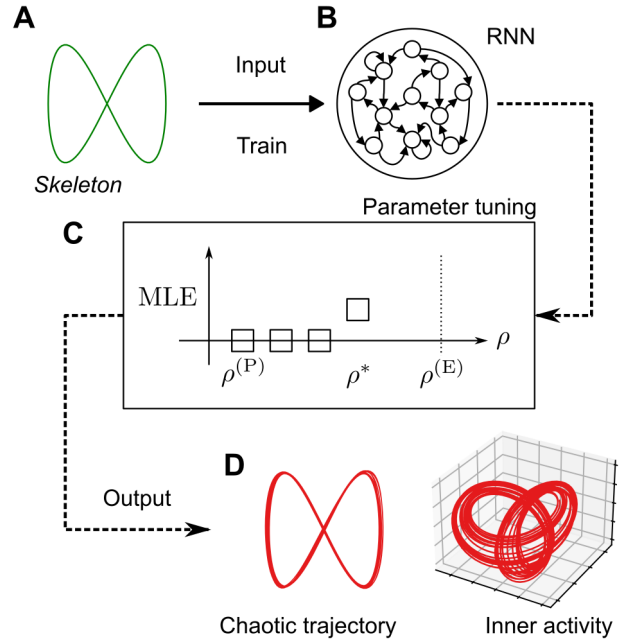 A
B
RNN
Input
Train
Skeleton
Parameter tuning
C
MLE
ρ
ρ(P)
ρ*
ρ(E)
D
Output
Chaotic trajectory
Inner activity